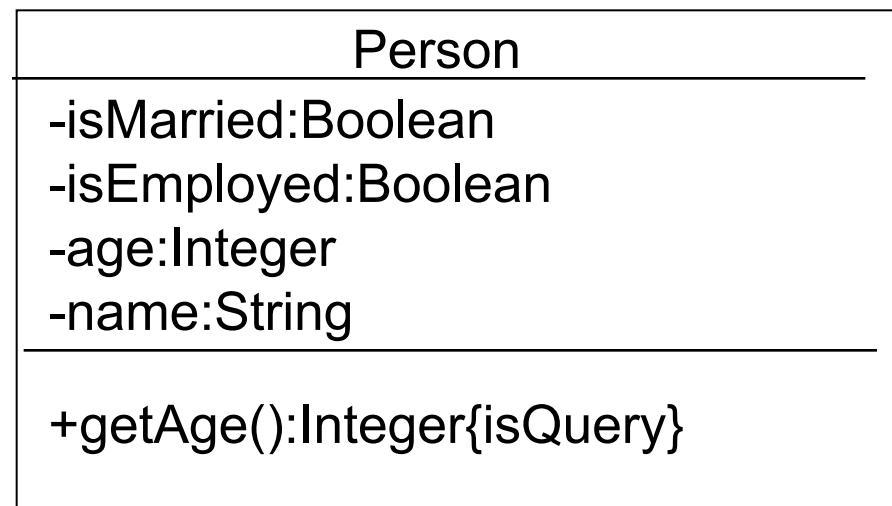 Person
-isMarried:Boolean
-isEmployed:Boolean
-age:Integer
-name:String
+getAge():Integer{isQuery}